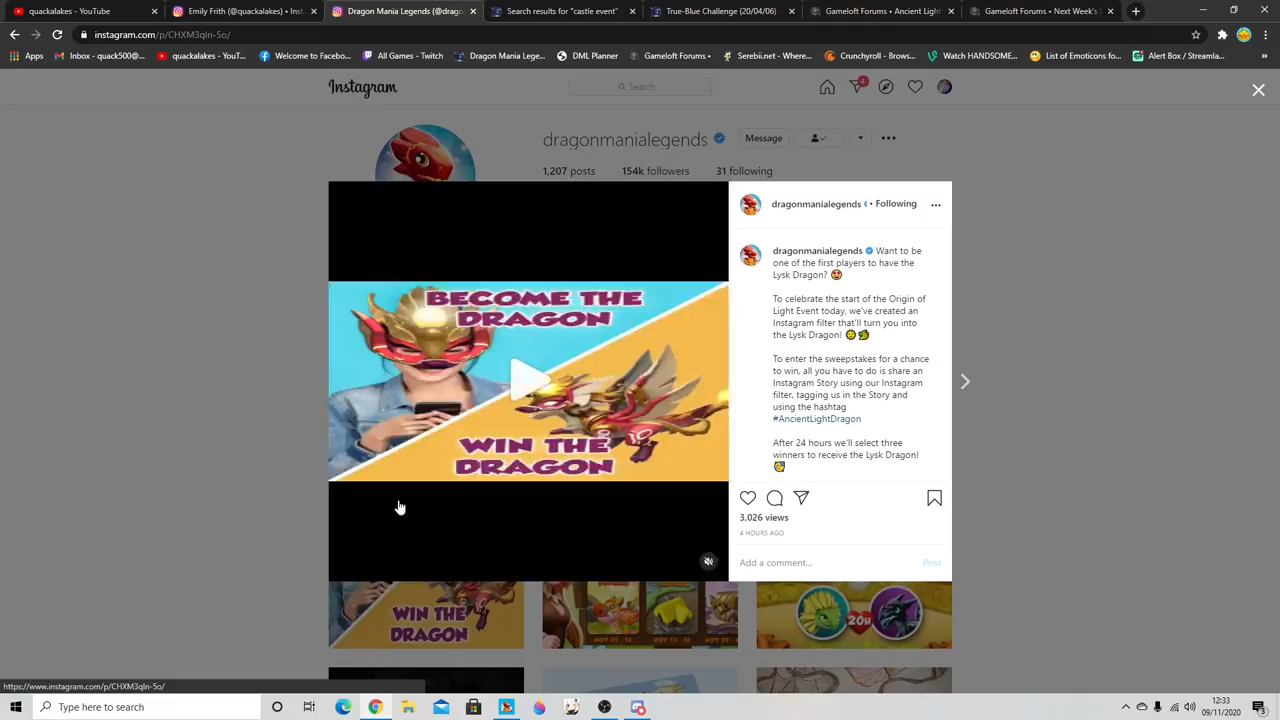 quackalakes - YouTube
Emily Frith (@quackalakes) • Inst
Dragon Mania Legends (@drago
Search results for "castle event"
True-Blue Challenge (20/04/06)
Gameloft Forums • Ancient Ligh
Gameloft Forums • Next Week's
instagram.com/p/CHXM3qln-5o/
Apps
Inbox - quack500@...
quackalakes - YouT...
Welcome to Facebo...
All Games - Twitch
Dragon Mania Lege...
DML Planner
Gameloft Forums •
Serebii.net - Where...
Crunchyroll - Brows...
Watch HANDSOME...
List of Emoticons fo...
Alert Box / Streamla...
Instagram
Search
4
dragonmanialegends
Message
1,207 posts 154k followers 31 following
dragonmanialegends • Following
BECOME THE
DRAGON
WIN THE
DRAGON
dragonmanialegends Want to be
one of the first players to have the
Lysk Dragon?
To celebrate the start of the Origin of
Light Event today, we've created an
Instagram filter that'll turn you into
the Lysk Dragon!
To enter the sweepstakes for a chance
to win, all you have to do is share an
Instagram Story using our Instagram
filter, tagging us in the Story and
using the hashtag
#AncientLightDragon
After 24 hours we'll select three
winners to receive the Lysk Dragon!
3,026 views
4 HOURS AGO
Add a comment...
Post
WIN THE
DRAGON
20H
https://www.instagram.com/p/CHXM3qln-5o/
Type here to search
12:33
09/11/2020